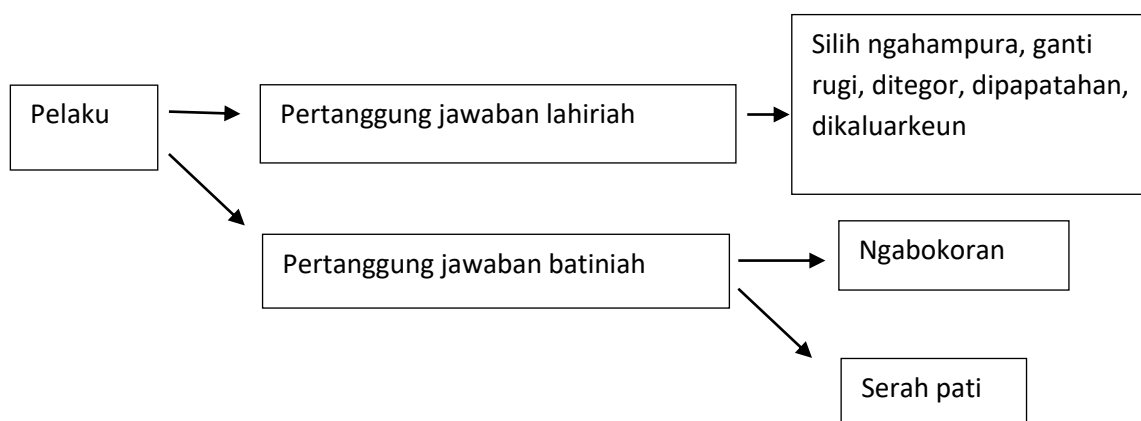 Pelaku
Pertanggung jawaban lahiriah
Silih ngahampura, ganti
rugi, ditegor, dipapatahan,
dikaluarkeun
Pertanggung jawaban batiniah
Ngabokoran
Serah pati